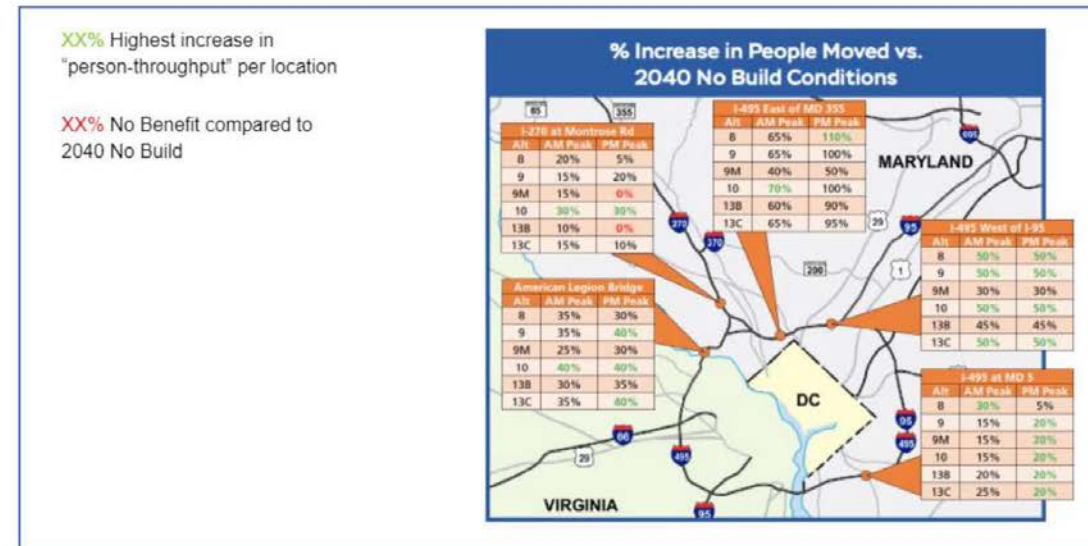 XX% Highest increase in
"person-throughput" per location
XX% No Benefit compared to
2040 No Build
% Increase in People Moved vs.
2040 No Build Conditions
85
355
I-270 at Montrose Rd
Alt AM Peak PM Peak
8 20% 5%
9 15% 20%
9M 15% 0%
10 30% 30%
13B 10% 0%
13C 15% 10%
I-495 East of MD 355
Alt AM Peak PM Peak
8 65% 110%
9 65% 100%
9M 40% 50%
10 70% 100%
13B 60% 90%
13C 65% 95%
695
MARYLAND
29
95
270
270
200
1
I-495 West of I-95
Alt AM Peak PM Peak
8 50% 50%
9 50% 50%
9M 30% 30%
10 50% 50%
13B 45% 45%
13C 50% 50%
American Legion Bridge
Alt AM Peak PM Peak
8 35% 30%
9 35% 40%
9M 25% 30%
10 40% 40%
13B 30% 35%
13C 35% 40%
I-495 at MD 5
Alt AM Peak PM Peak
8 30% 5%
9 15% 20%
9M 15% 20%
10 15% 20%
13B 20% 20%
13C 25% 20%
DC
66
29
495
95
495
VIRGINIA
95